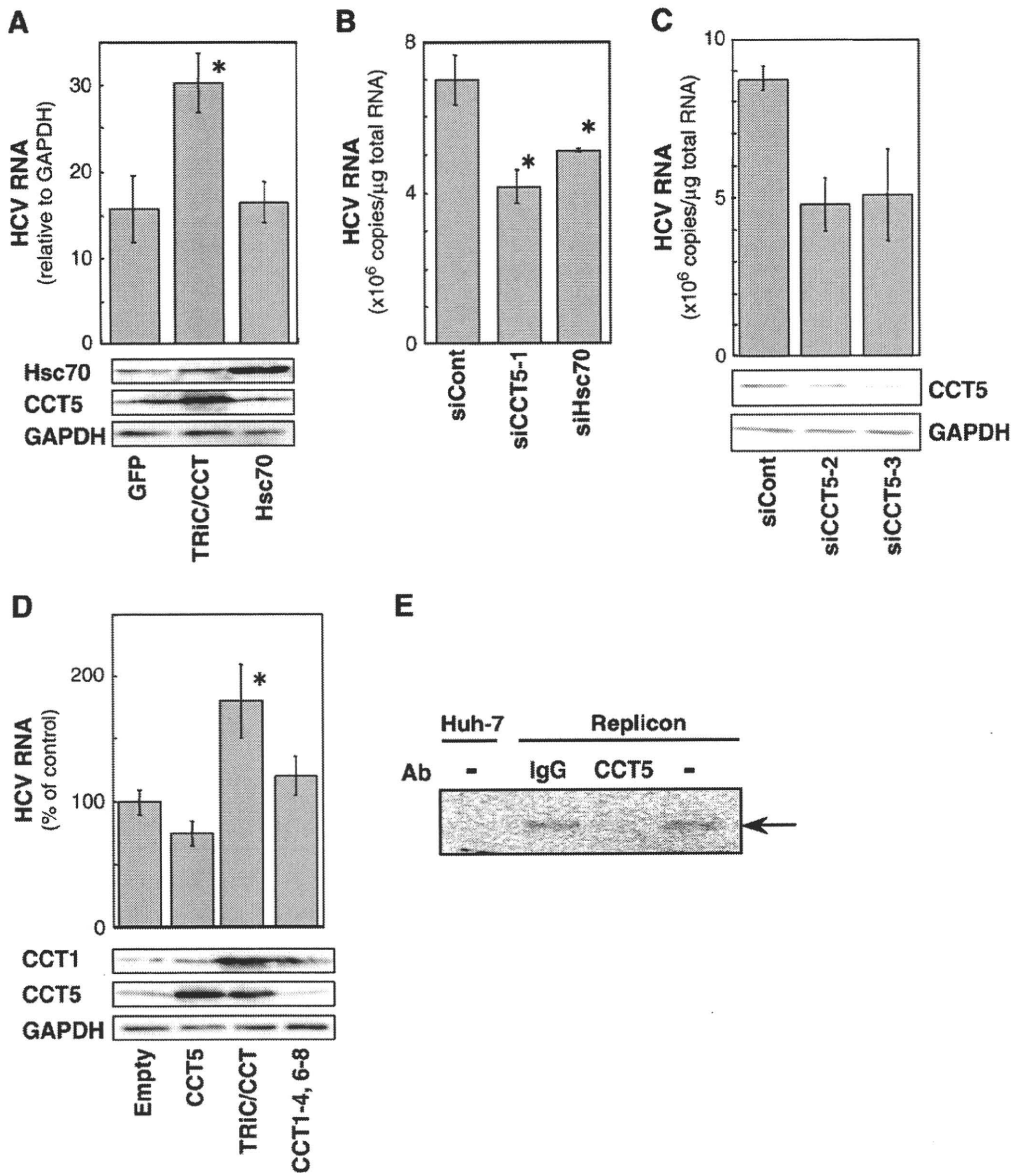 A
HCV RNA
(relative to GAPDH)
30
20
10
0
*
Hsc70
CCT5
GAPDH
GFP
TRiC/CCT
Hsc70
B
HCV RNA
(x10⁶ copies/µg total RNA)
8
4
0
*
*
siCont
siCCT5-1
siHsc70
C
HCV RNA
(x10⁶ copies/µg total RNA)
10
5
0
CCT5
GAPDH
siCont
siCCT5-2
siCCT5-3
D
HCV RNA
(% of control)
200
100
0
*
CCT1
CCT5
GAPDH
Empty
CCT5
TRiC/CCT
CCT1-4, 6-8
E
Huh-7 Replicon
Ab - IgG CCT5 -